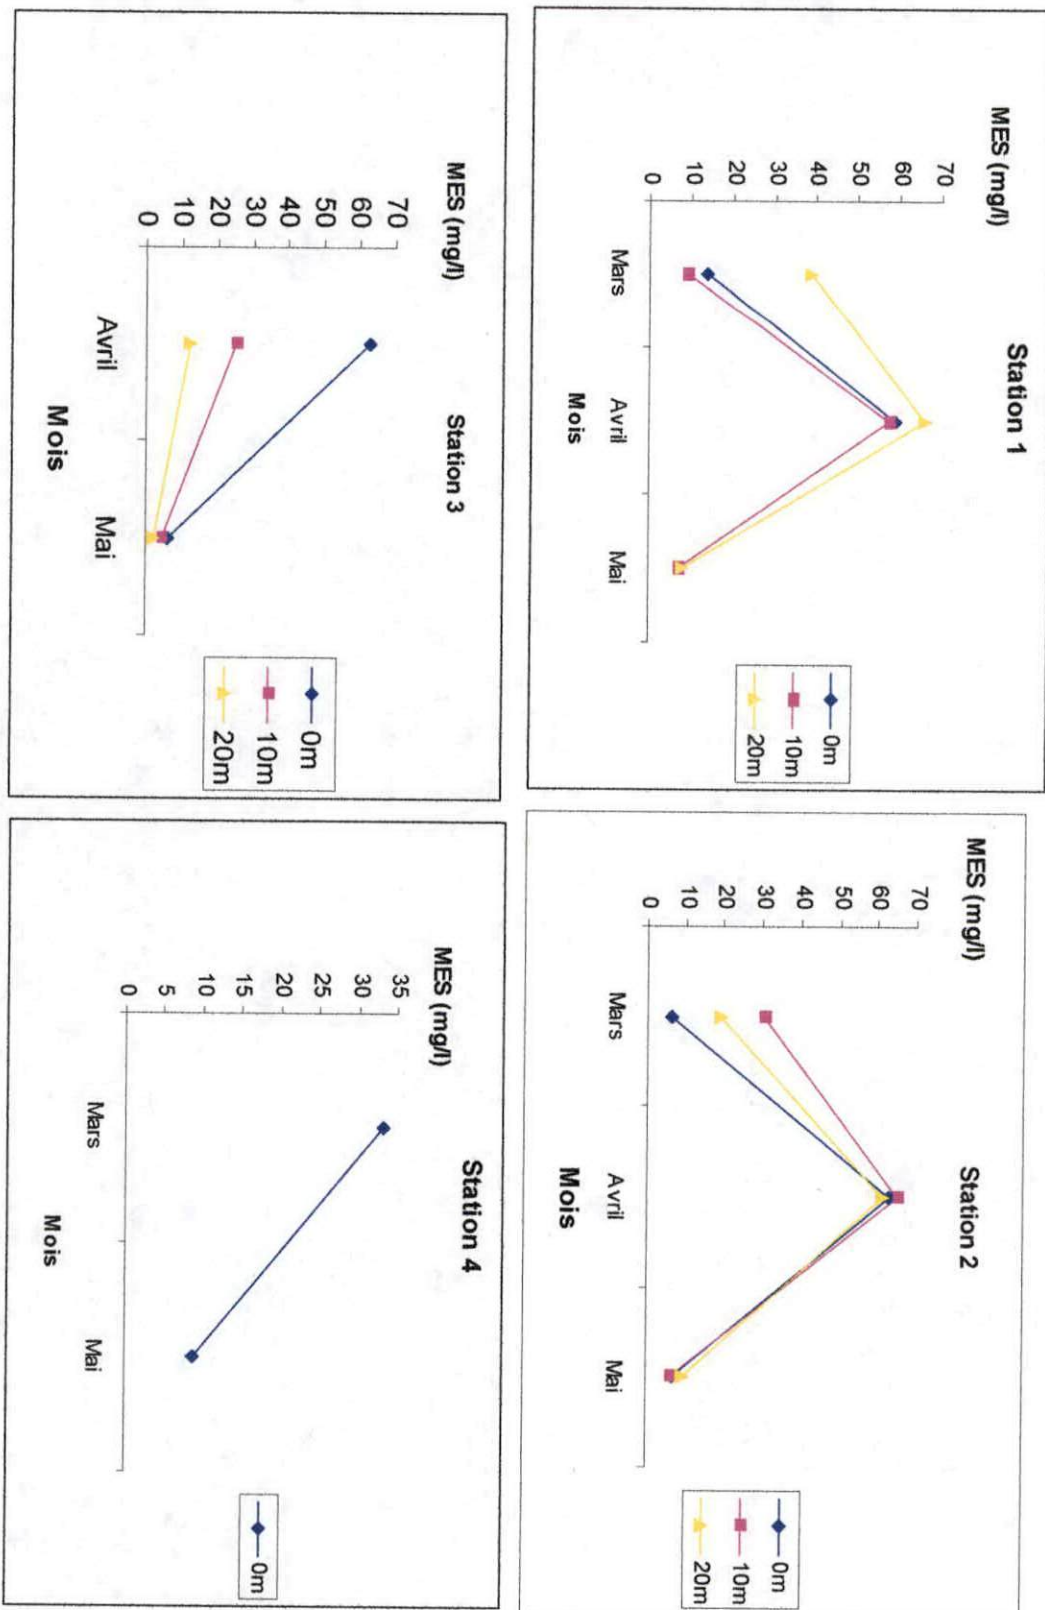 Station 1
MES (mg/l)
70
60
50
40
30
20
10
0
Mars
Avril
Mai
Mois
0m
10m
20m
Station 2
MES (mg/l)
70
60
50
40
30
20
10
0
Mars
Avril
Mai
Mois
0m
10m
20m
Station 3
MES (mg/l)
70
60
50
40
30
20
10
0
Avril
Mai
Mois
0m
10m
20m
Station 4
MES (mg/l)
35
30
25
20
15
10
5
0
Mars
Mai
Mois
0m